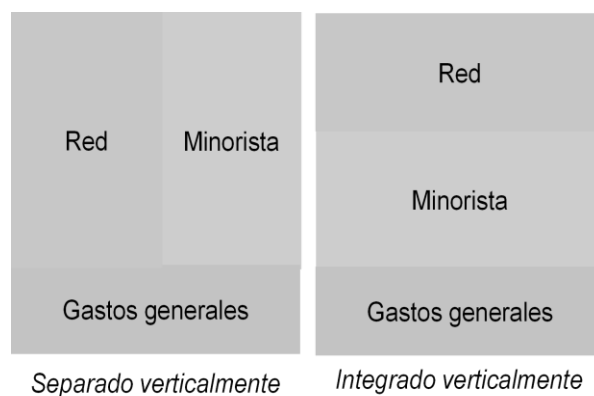 Red
Minorista
Gastos generales
Separado verticalmente
Red
Minorista
Gastos generales
Integrado verticalmente